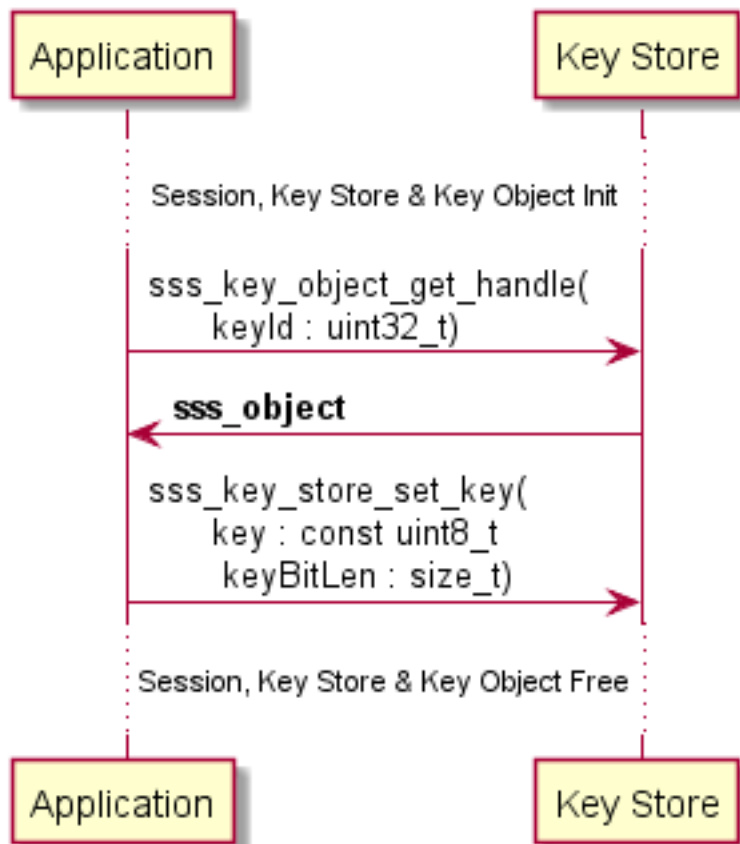 Application
Key Store
Session, Key Store & Key Object Init
sss_key_object_get_handle(
keyId : uint32_t)
sss_object
sss_key_store_set_key(
key : const uint8_t
keyBitLen : size_t)
Session, Key Store & Key Object Free
Application
Key Store